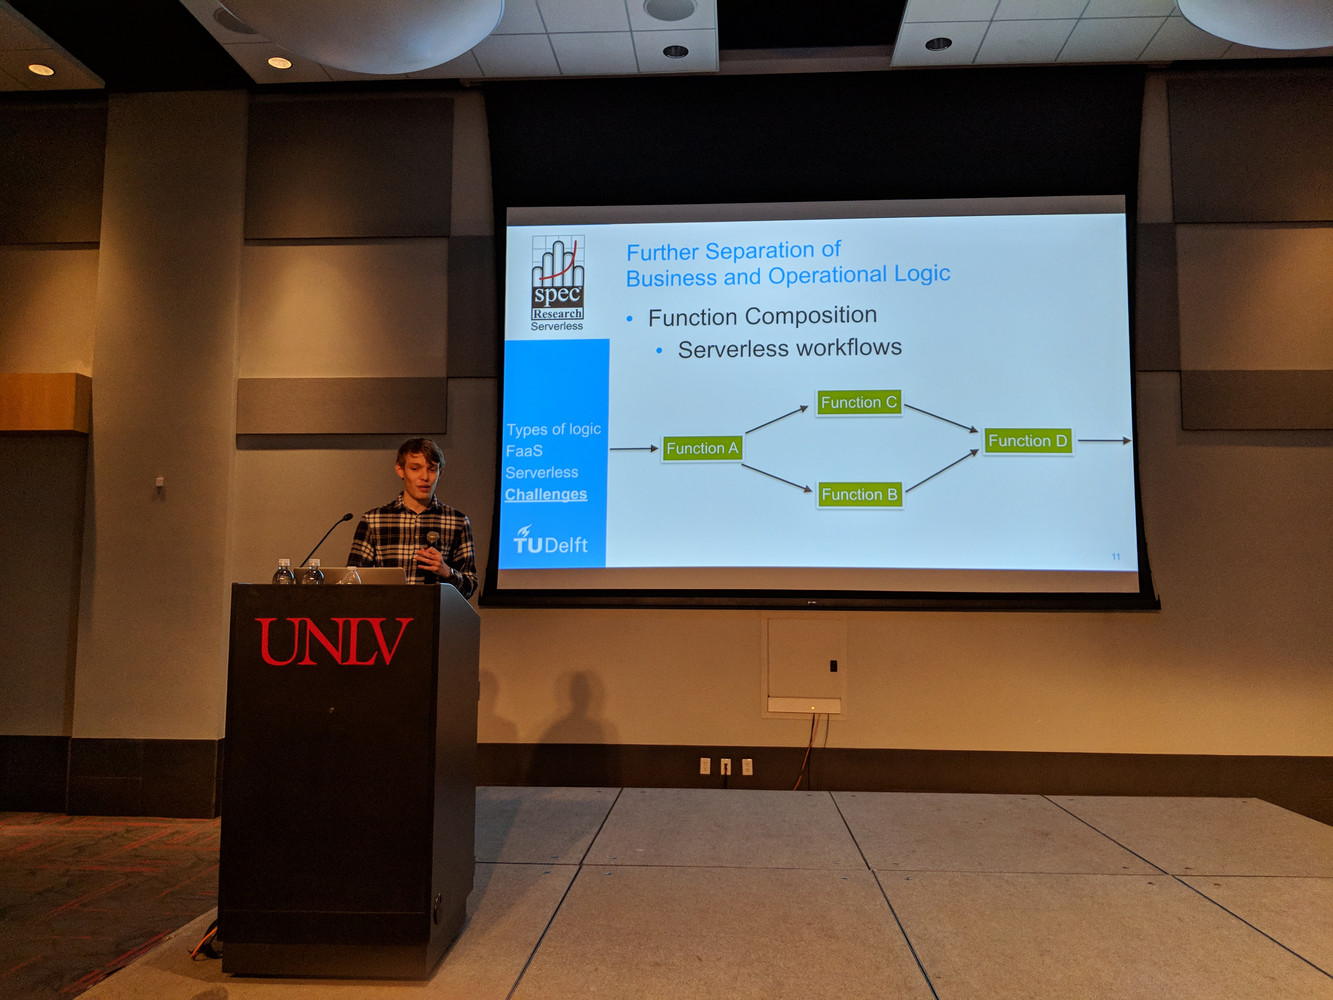 spec
Research
Serverless
Further Separation of
Business and Operational Logic
• Function Composition
• Serverless workflows
Types of logic
FaaS
Serverless
Challenges
TUDelft
Function A
Function C
Function B
Function D
11
UNLV